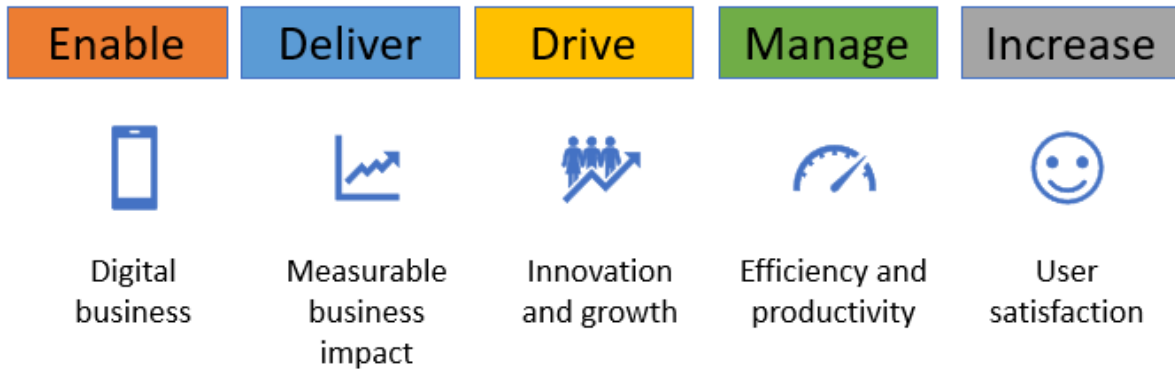 Enable
Deliver
Drive
Manage
Increase
Digital
business
Measurable
business
impact
Innovation
and growth
Efficiency and
productivity
User
satisfaction